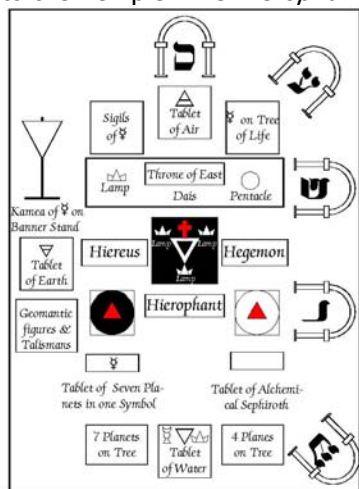 כ
Sigils
of ☿
Tablet
of Air
☿ on Tree
of Life
ש
Lamp
Throne of East
Pentacle
Dais
Kamea of ☿ on
Banner Stand
Tablet
of Earth
Hiereus
Lamp
Lamp
Lamp
Hegemon
Hierophant
Geomantic
figures &
Talismans
☿
Tablet of Seven Pla-
nets in one Symbol
Tablet of Alchemi-
cal Sephiroth
7 Planets
on Tree
Tablet
of Water
4 Planes
on Tree